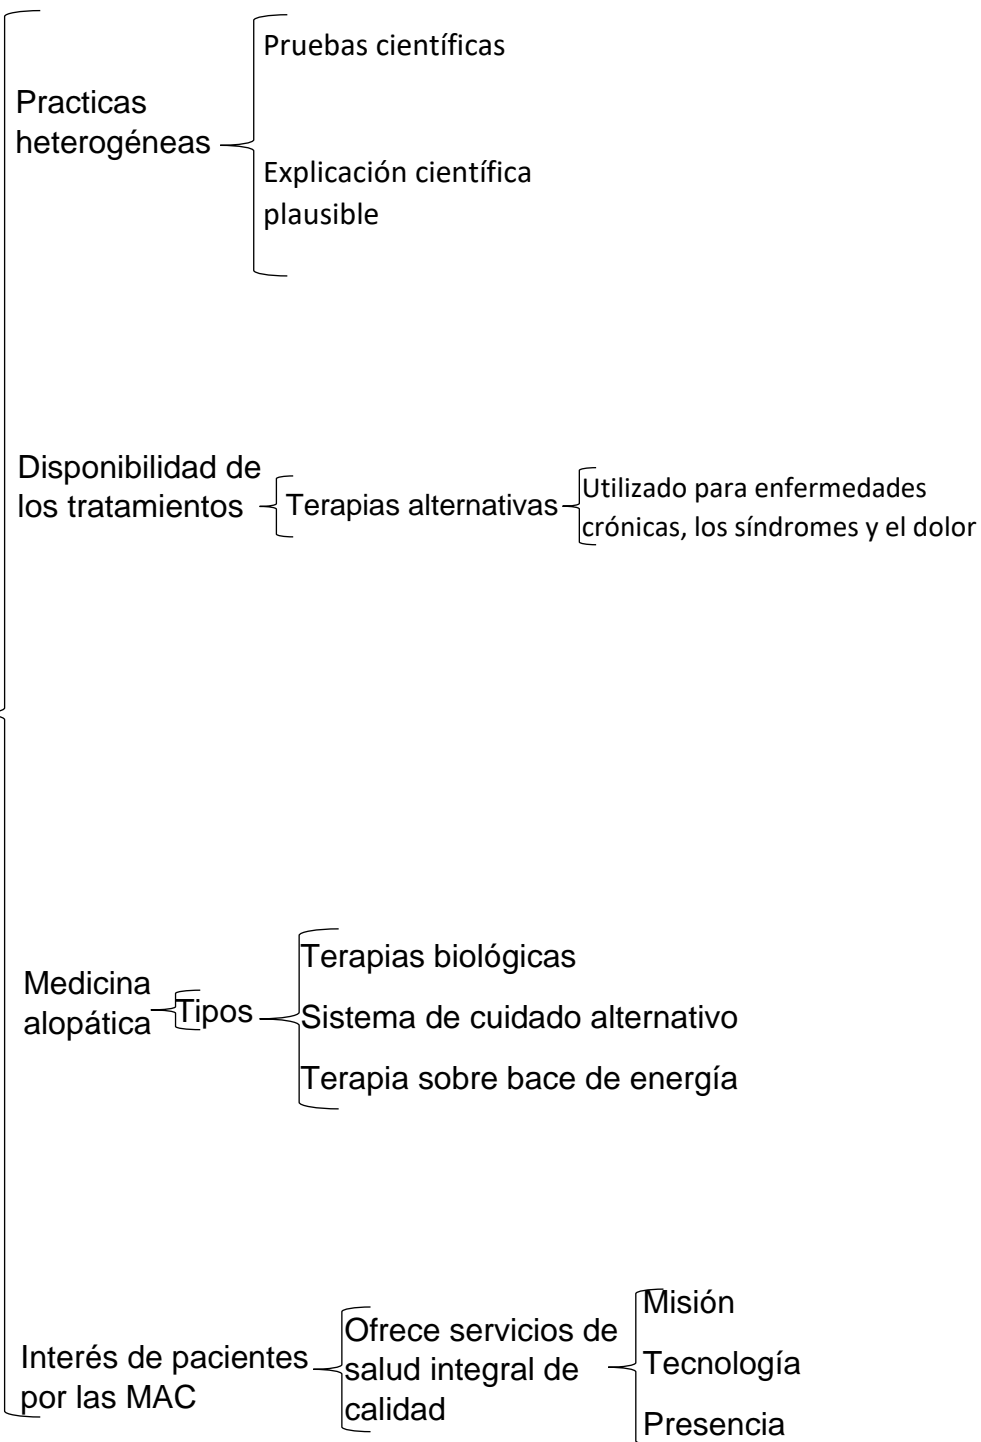 Pruebas científicas
Practicas
heterogéneas
Explicación científica
plausible
Disponibilidad de
los tratamientos
Terapias alternativas
Utilizado para enfermedades
crónicas, los síndromes y el dolor
Medicina
alopática
Tipos
Terapias biológicas
Sistema de cuidado alternativo
Terapia sobre bace de energía
Interés de pacientes
por las MAC
Ofrece servicios de
salud integral de
calidad
Misión
Tecnología
Presencia